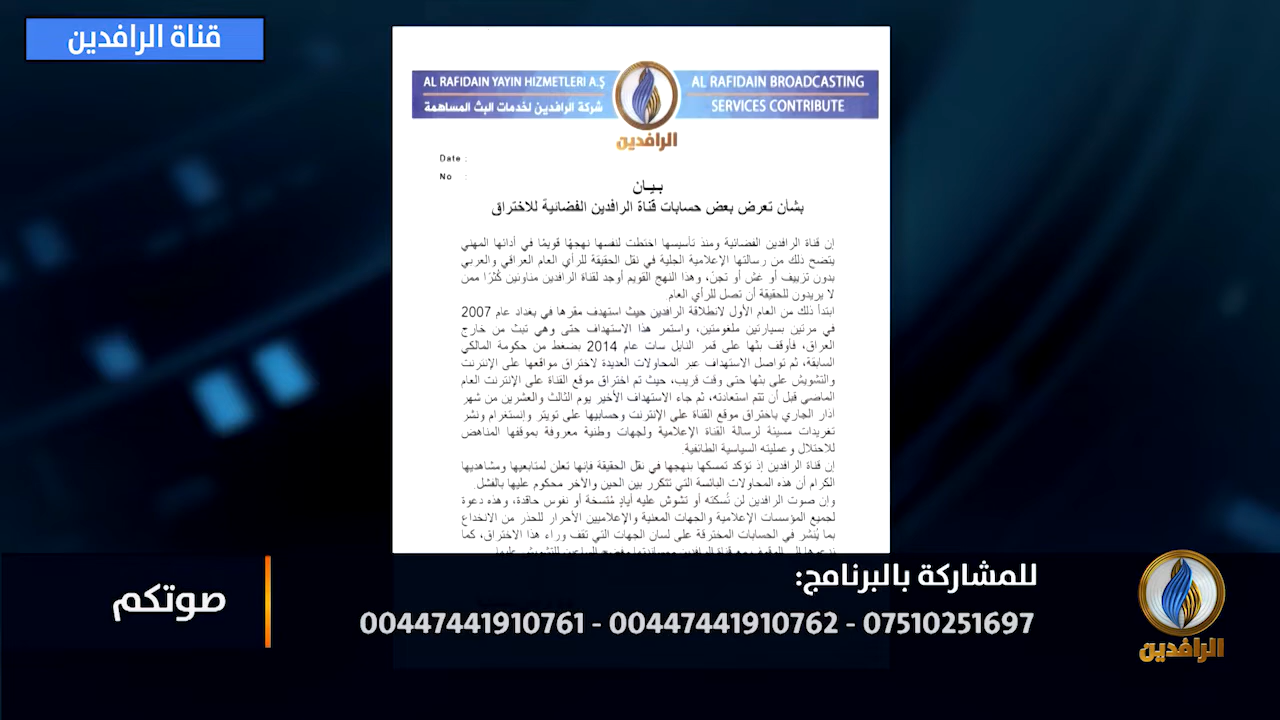 قناة الرافدين
AL RAFIDAIN YAYIN HIZMETLERI A.Ş
شركة الرافدين لخدمات البث المساهمة
AL RAFIDAIN BROADCASTING
SERVICES CONTRIBUTE
الرافدين
Date :
No :
بـيـان
بشأن تعرض بعض حسابات قناة الرافدين الفضائية للاختراق
إن قناة الرافدين الفضائية ومنذ تأسيسها اختطت لنفسها نهجًا قويمًا في أدائها المهني
يتضح ذلك من رسالتها الإعلامية الجلية في نقل الحقيقة للرأي العام العراقي والعربي
بدون تزييف أو غش أو تجنّ، وهذا النهج القويم أوجد لقناة الرافدين مناوئين كُثرًا ممن
لا يريدون للحقيقة أن تصل للرأي العام.
ابتدأ ذلك من العام الأول لانطلاقة الرافدين حيث استهدف مقرها في بغداد عام 2007
في مرتين بسيارتين ملغومتين، واستمر هذا الاستهداف حتى وهي تبث من خارج
العراق، فأوقف بثها على قمر النايل سات عام 2014 بضغط من حكومة المالكي
السابقة، ثم تواصل الاستهداف عبر المحاولات العديدة لاختراق مواقعها على الإنترنت
والتشويش على بثها حتى وقت قريب، حيث تم اختراق موقع القناة على الإنترنت العام
الماضي قبل أن تتم استعادته، ثم جاء الاستهداف الأخير يوم الثالث والعشرين من شهر
اذار الجاري باختراق موقع القناة على الإنترنت وحسابيها على تويتر وإنستغرام ونشر
تغريدات مسيئة لرسالة القناة الإعلامية ولجهات وطنية معروفة بموقفها المناهض
للاحتلال وعمليته السياسية الطائفية.
إن قناة الرافدين إذ تؤكد تمسكها بنهجها في نقل الحقيقة فإنها تعلن لمتابعيها ومشاهديها
الكرام أن هذه المحاولات البائسة التي تتكرر بين الحين والآخر محكوم عليها بالفشل.
وإن صوت الرافدين لن تُسكته أو تشوش عليه أيادٍ مُتسخة أو نفوس حاقدة، وهذه دعوة
لجميع المؤسسات الإعلامية والجهات المعنية والإعلاميين الأحرار للحذر من الانخداع
بما يُنشر في الحسابات المخترقة على لسان الجهات التي تقف وراء هذا الاختراق، كما
للمشاركة بالبرنامج:
00447441910761 - 00447441910762 - 07510251697
صوتكم
الرافدين